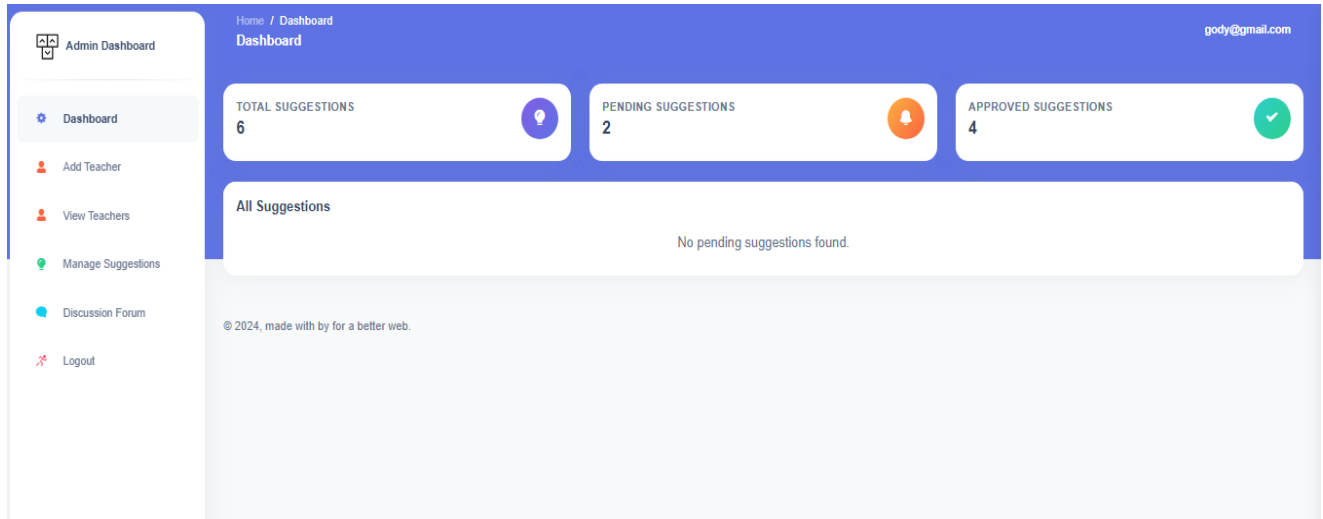 Admin Dashboard
Dashboard
Add Teacher
View Teachers
Manage Suggestions
Discussion Forum
Logout
Home / Dashboard
Dashboard
gody@gmail.com
TOTAL SUGGESTIONS
6
PENDING SUGGESTIONS
2
APPROVED SUGGESTIONS
4
All Suggestions
No pending suggestions found.
© 2024, made with by for a better web.